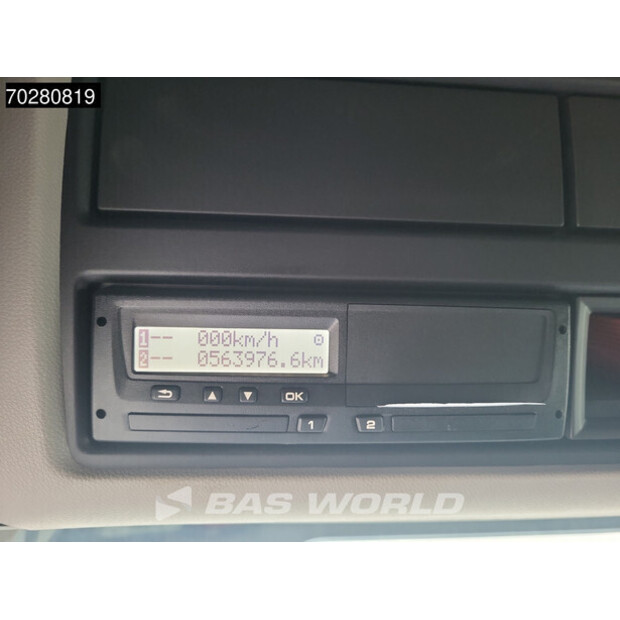 70280819
1-- 000km/h
2-- 0563976.6km
OK
1 2
BAS WORLD